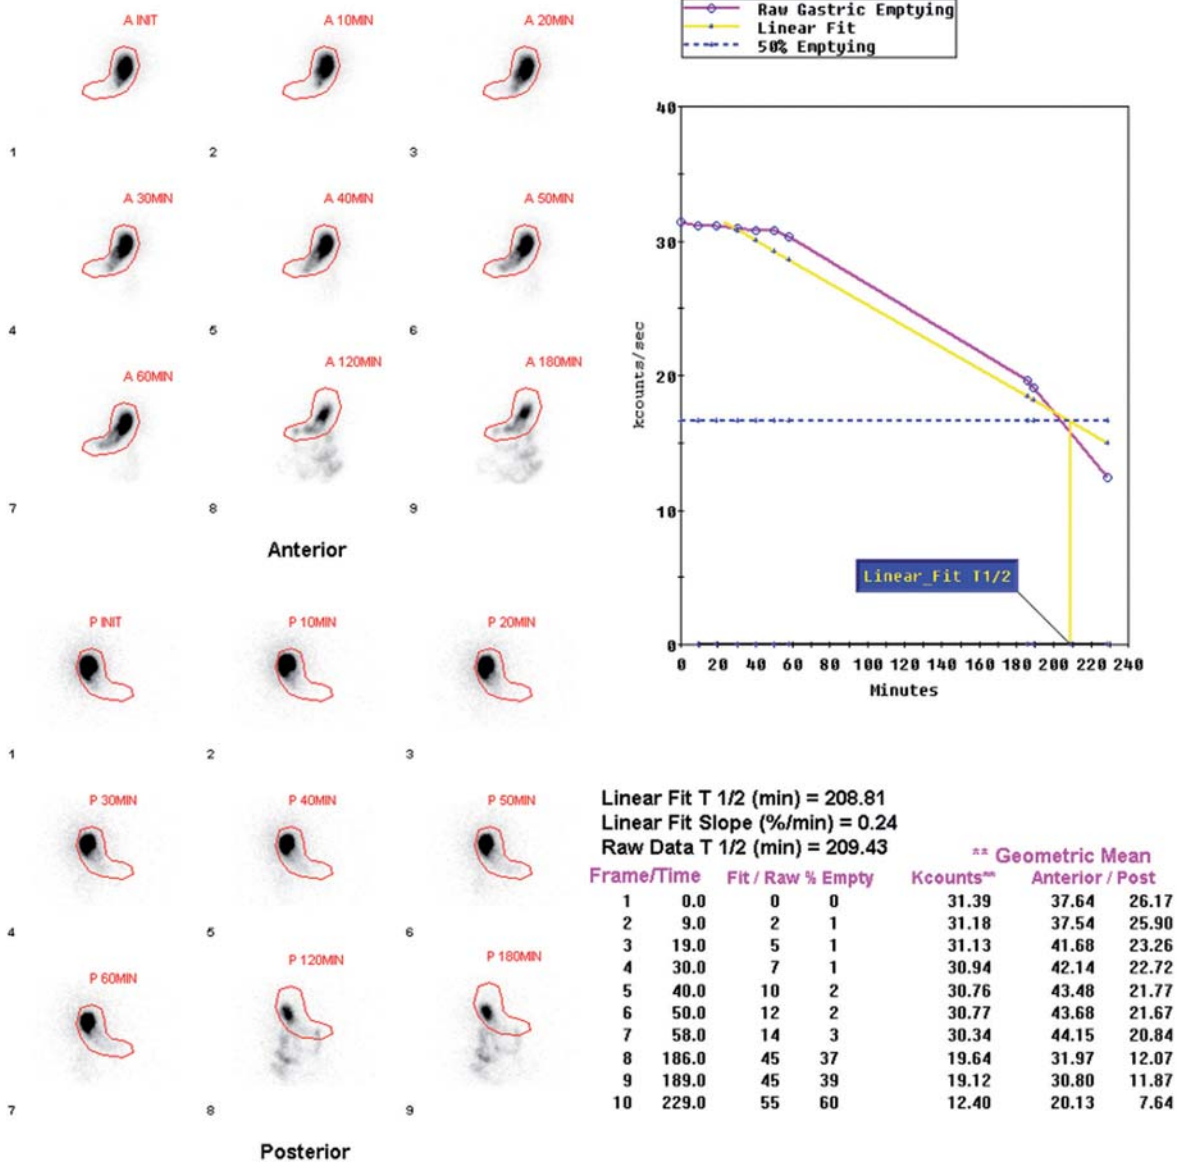 A INIT A 10MIN A 20MIN
1 2 3
A 30MIN A 40MIN A 50MIN
4 5 6
A 60MIN A 120MIN A 180MIN
7 8 9
Anterior
P INIT P 10MIN P 20MIN
1 2 3
P 30MIN P 40MIN P 50MIN
4 5 6
P 60MIN P 120MIN P 180MIN
7 8 9
Posterior
Raw Gastric Emptying
Linear Fit
50% Emptying
kcounts/sec
40
30
20
10
0
Linear_Fit T1/2
0 20 40 60 80 100 120 140 160 180 200 220 240
Minutes
Linear Fit T 1/2 (min) = 208.81
Linear Fit Slope (%/min) = 0.24
Raw Data T 1/2 (min) = 209.43
** Geometric Mean
Frame/Time Fit / Raw % Empty Kcounts** Anterior / Post
1 0.0 0 0 31.39 37.64 26.17
2 9.0 2 1 31.18 37.54 25.90
3 19.0 5 1 31.13 41.68 23.26
4 30.0 7 1 30.94 42.14 22.72
5 40.0 10 2 30.76 43.48 21.77
6 50.0 12 2 30.77 43.68 21.67
7 58.0 14 3 30.34 44.15 20.84
8 186.0 45 37 19.64 31.97 12.07
9 189.0 45 39 19.12 30.80 11.87
10 229.0 55 60 12.40 20.13 7.64